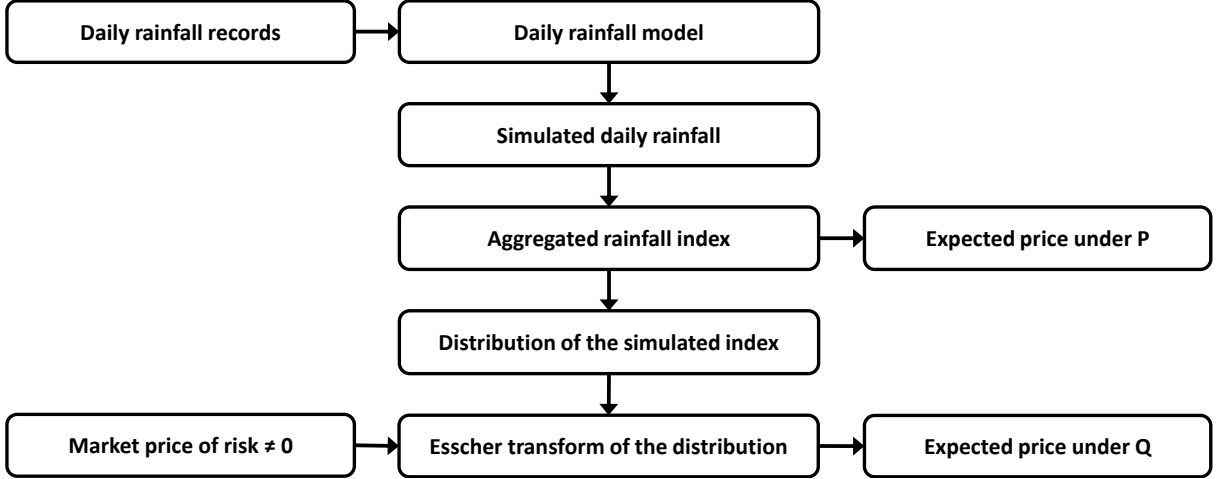 Daily rainfall records
Daily rainfall model
Simulated daily rainfall
Aggregated rainfall index
Expected price under P
Distribution of the simulated index
Market price of risk ≠ 0
Esscher transform of the distribution
Expected price under Q